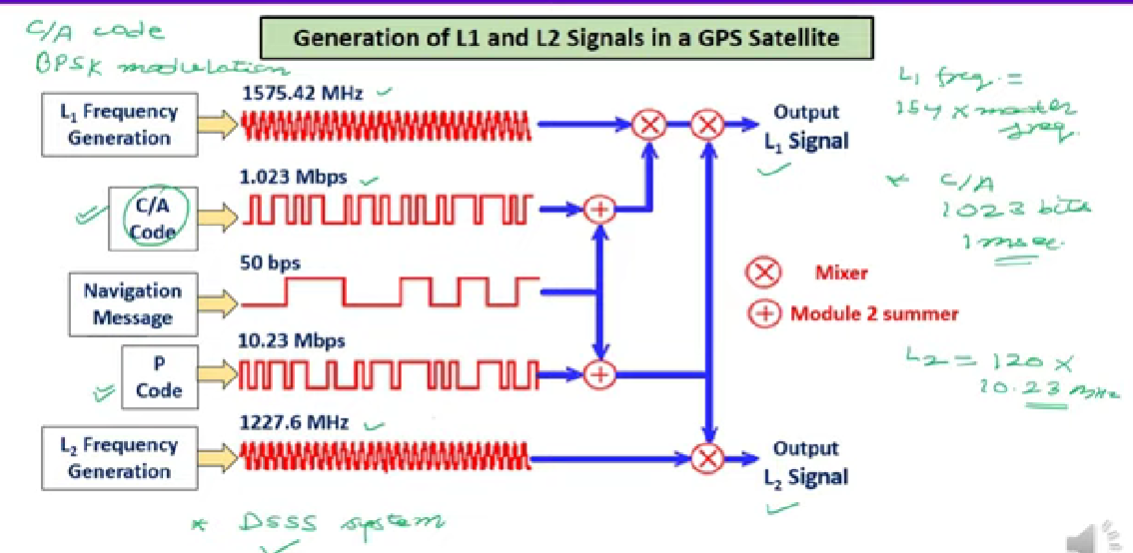 C/A code
BPSK modulation
Generation of L1 and L2 Signals in a GPS Satellite
L1 Frequency
Generation
1575.42 MHz
Output
L1 Signal
L1 freq. =
154 x master
freq.
C/A
Code
1.023 Mbps
* C/A
1023 bits
1 msec.
Navigation
Message
50 bps
Mixer
Module 2 summer
P
Code
10.23 Mbps
L2 = 120 x
10.23 MHz
L2 Frequency
Generation
1227.6 MHz
Output
L2 Signal
* DSSS system